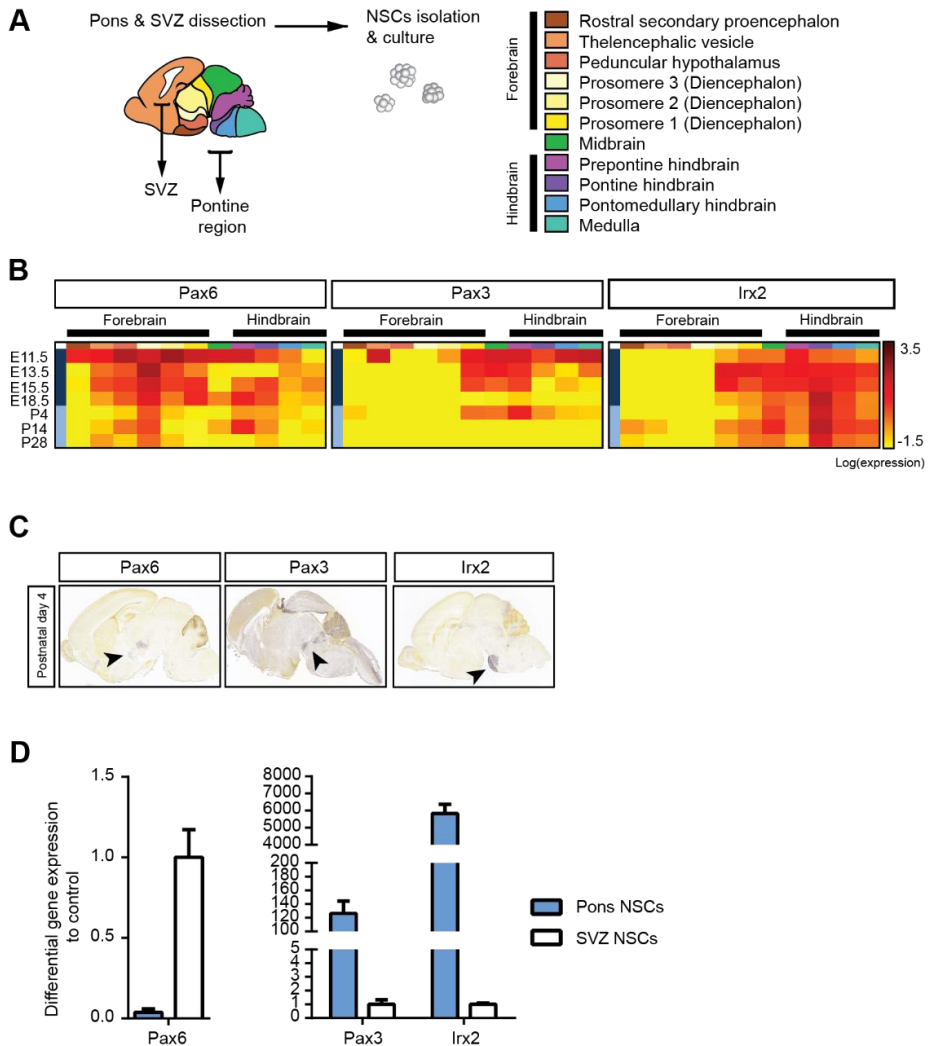 A
Pons & SVZ dissection
NSCs isolation
& culture
SVZ
Pontine
region
Forebrain
Hindbrain
Rostral secondary proencephalon
Thelencephalic vesicle
Peduncular hypothalamus
Prosomere 3 (Diencephalon)
Prosomere 2 (Diencephalon)
Prosomere 1 (Diencephalon)
Midbrain
Prepontine hindbrain
Pontine hindbrain
Pontomedullary hindbrain
Medulla
B
Pax6 Pax3 Irx2
Forebrain Hindbrain Forebrain Hindbrain Forebrain Hindbrain
E11.5
E13.5
E15.5
E18.5
P4
P14
P28
3.5
-1.5
Log(expression)
C
Pax6 Pax3 Irx2
Postnatal day 4
D
Differential gene expression
to control
1.5
1.0
0.5
0.0
Pax6
8000
7000
6000
5000
4000
200
180
160
140
120
100
5
4
3
2
1
0
Pax3 Irx2
Pons NSCs
SVZ NSCs